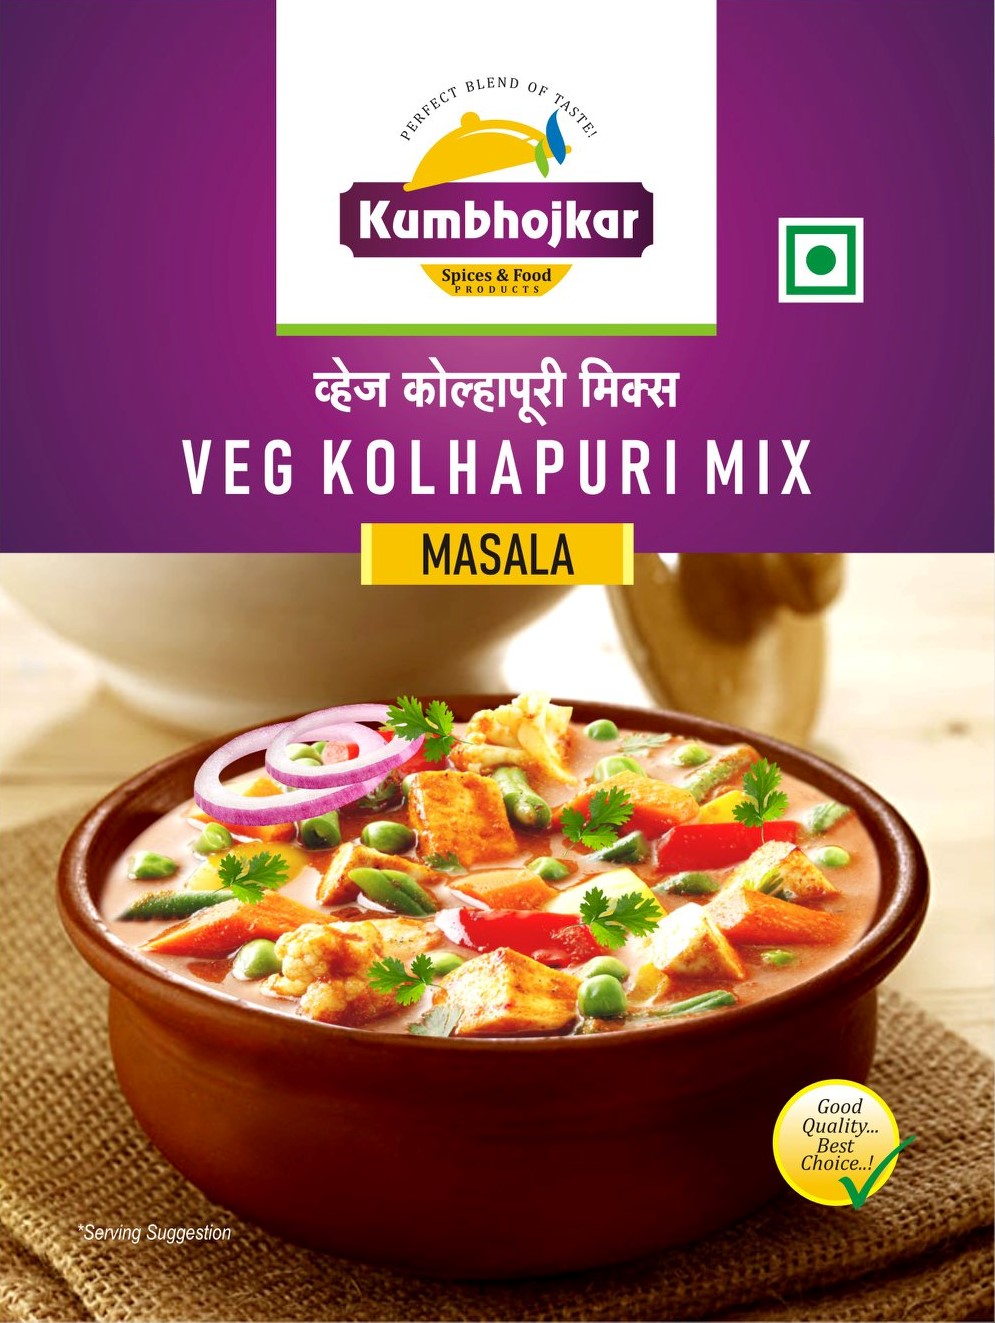 PERFECT BLEND OF TASTE!
Kumbhojkar
Spices & Food
PRODUCTS
व्हेज कोल्हापूरी मिक्स
VEG KOLHAPURI MIX
MASALA
Good
Quality...
Best
Choice..!
*Serving Suggestion